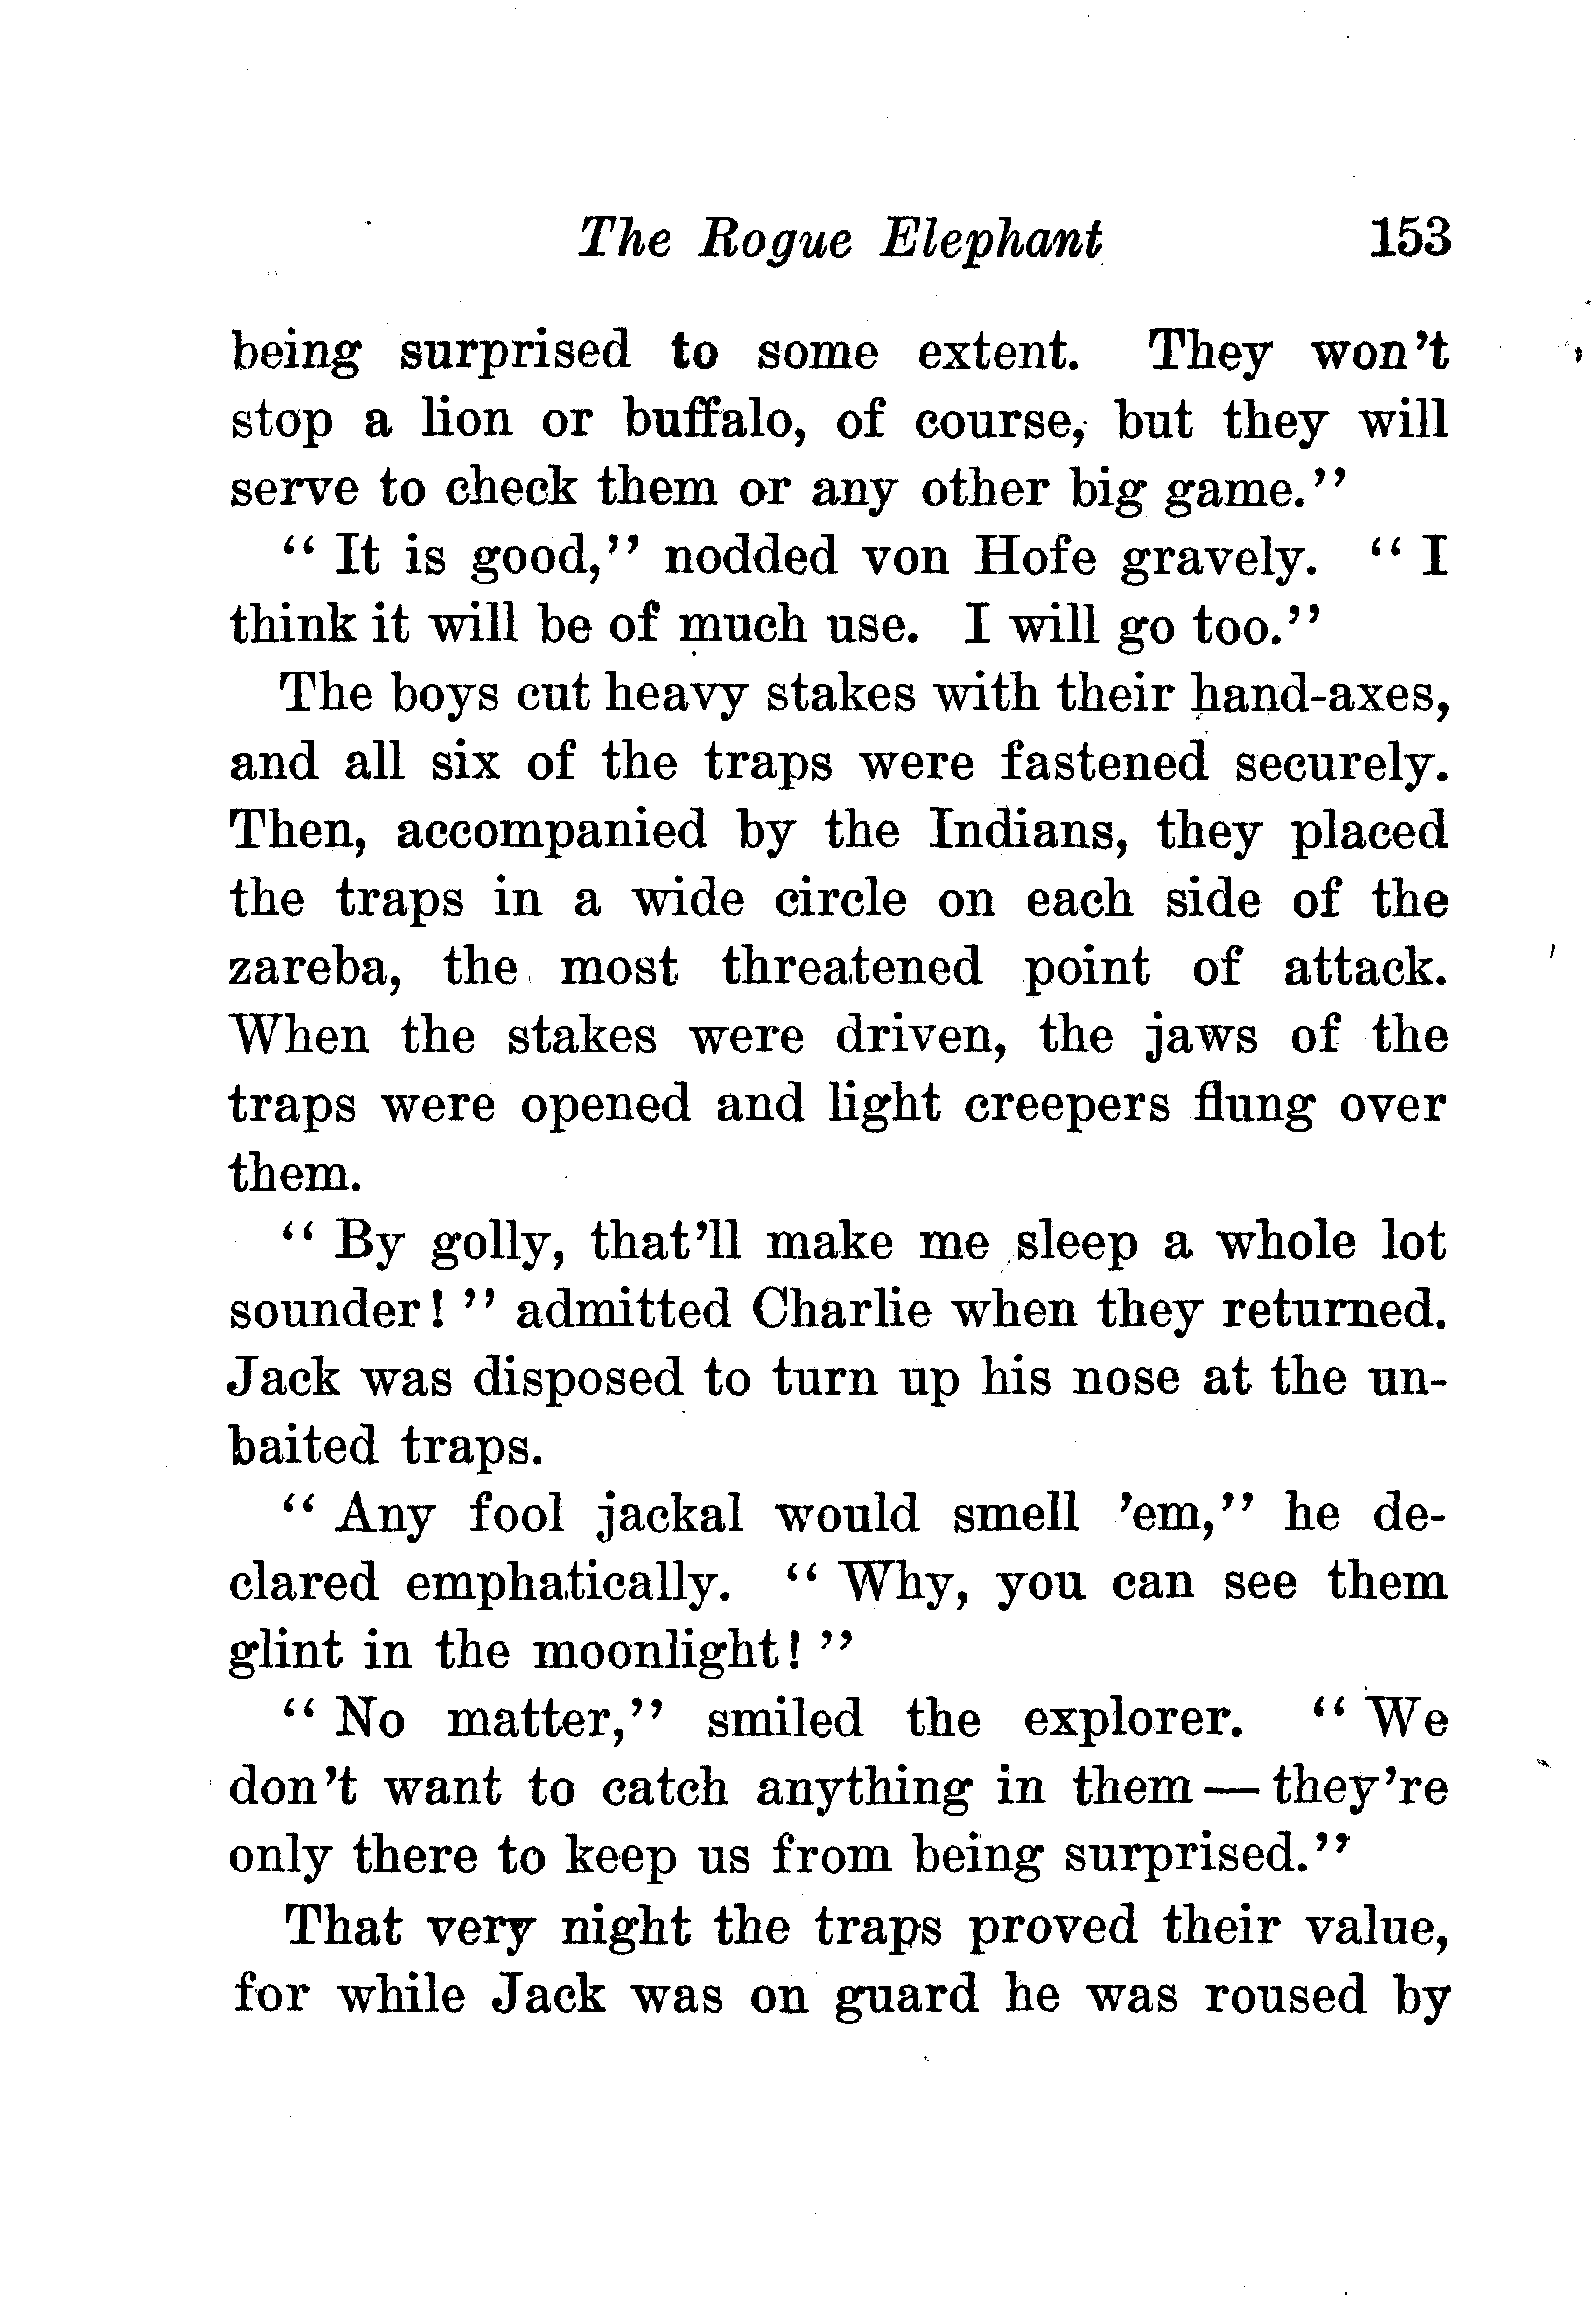 The Rogue Elephant 153
being surprised to some extent. They won't
stop a lion or buffalo, of course, but they will
serve to check them or any other big game."
"It is good," nodded von Hofe gravely. "I
think it will be of much use. I will go too."
The boys cut heavy stakes with their hand-axes,
and all six of the traps were fastened securely.
Then, accompanied by the Indians, they placed
the traps in a wide circle on each side of the
zareba, the most threatened point of attack.
When the stakes were driven, the jaws of the
traps were opened and light creepers flung over
them.
"By golly, that'll make me sleep a whole lot
sounder!" admitted Charlie when they returned.
Jack was disposed to turn up his nose at the un-
baited traps.
"Any fool jackal would smell 'em," he de-
clared emphatically. "Why, you can see them
glint in the moonlight!"
"No matter," smiled the explorer. "We
don't want to catch anything in them — they're
only there to keep us from being surprised."
That very night the traps proved their value,
for while Jack was on guard he was roused by